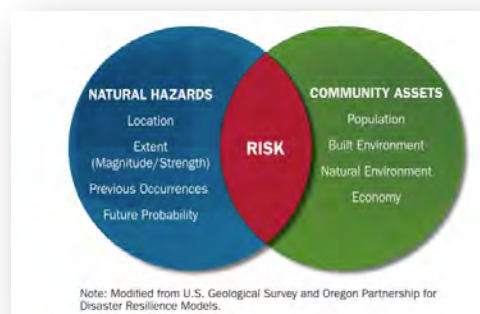 NATURAL HAZARDS
Location
Extent
(Magnitude/Strength)
Previous Occurrences
Future Probability
RISK
COMMUNITY ASSETS
Population
Built Environment
Natural Environment
Economy
Note: Modified from U.S. Geological Survey and Oregon Partnership for
Disaster Resilience Models.